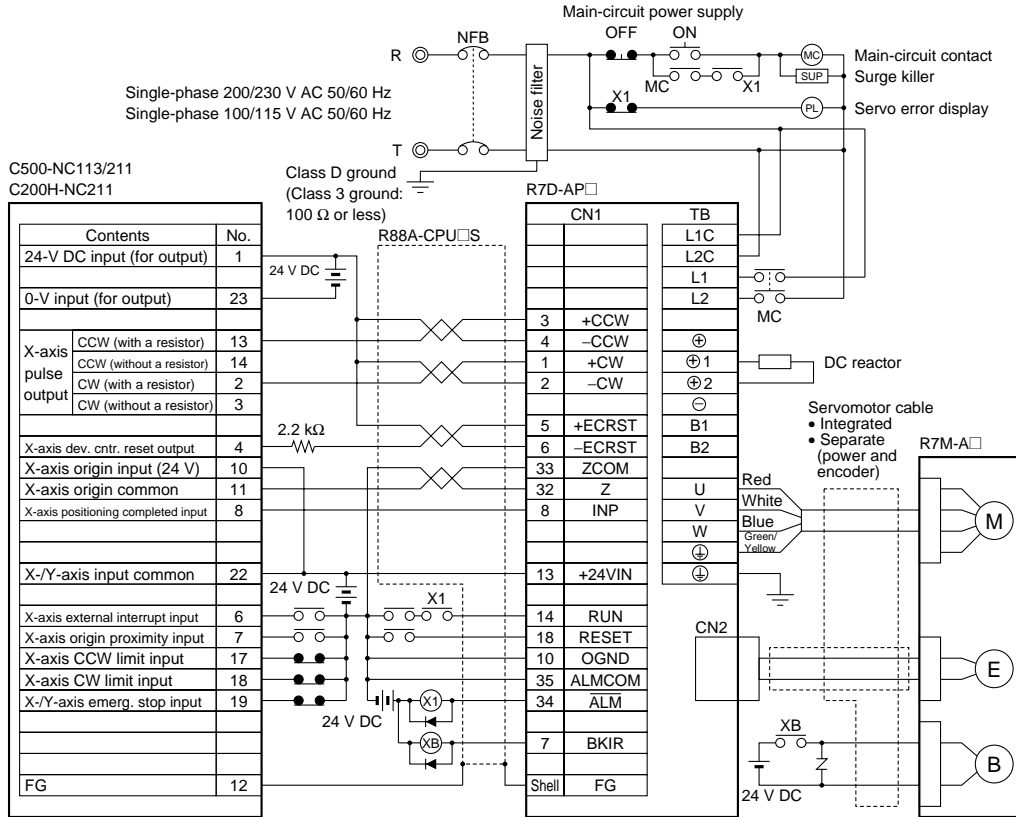 Main-circuit power supply
OFF ON
R NFB
MC Main-circuit contact
SUP Surge killer
MC X1
Single-phase 200/230 V AC 50/60 Hz
Single-phase 100/115 V AC 50/60 Hz
Noise filter
X1
PL Servo error display
T
Class D ground
(Class 3 ground:
100 Ω or less)
C500-NC113/211
C200H-NC211
R7D-AP□
R88A-CPU□S
Contents No.
24-V DC input (for output) 1
0-V input (for output) 23
X-axis pulse output
CCW (with a resistor) 13
CCW (without a resistor) 14
CW (with a resistor) 2
CW (without a resistor) 3
X-axis dev. cntr. reset output 4
X-axis origin input (24 V) 10
X-axis origin common 11
X-axis positioning completed input 8
X-/Y-axis input common 22
X-axis external interrupt input 6
X-axis origin proximity input 7
X-axis CCW limit input 17
X-axis CW limit input 18
X-/Y-axis emerg. stop input 19
FG 12
24 V DC
2.2 kΩ
24 V DC
X1
24 V DC
X1
XB
CN1
3 +CCW
4 −CCW
1 +CW
2 −CW
5 +ECRST
6 −ECRST
33 ZCOM
32 Z
8 INP
13 +24VIN
14 RUN
18 RESET
10 OGND
35 ALMCOM
34 ALM
7 BKIR
Shell FG
TB
L1C
L2C
L1
L2
MC
⊕
⊕1
⊕2
DC reactor
⊖
B1
B2
U
V
W
Red
White
Blue
Green/
Yellow
Servomotor cable
• Integrated
• Separate
(power and
encoder)
R7M-A□
M
CN2
E
XB
B
24 V DC